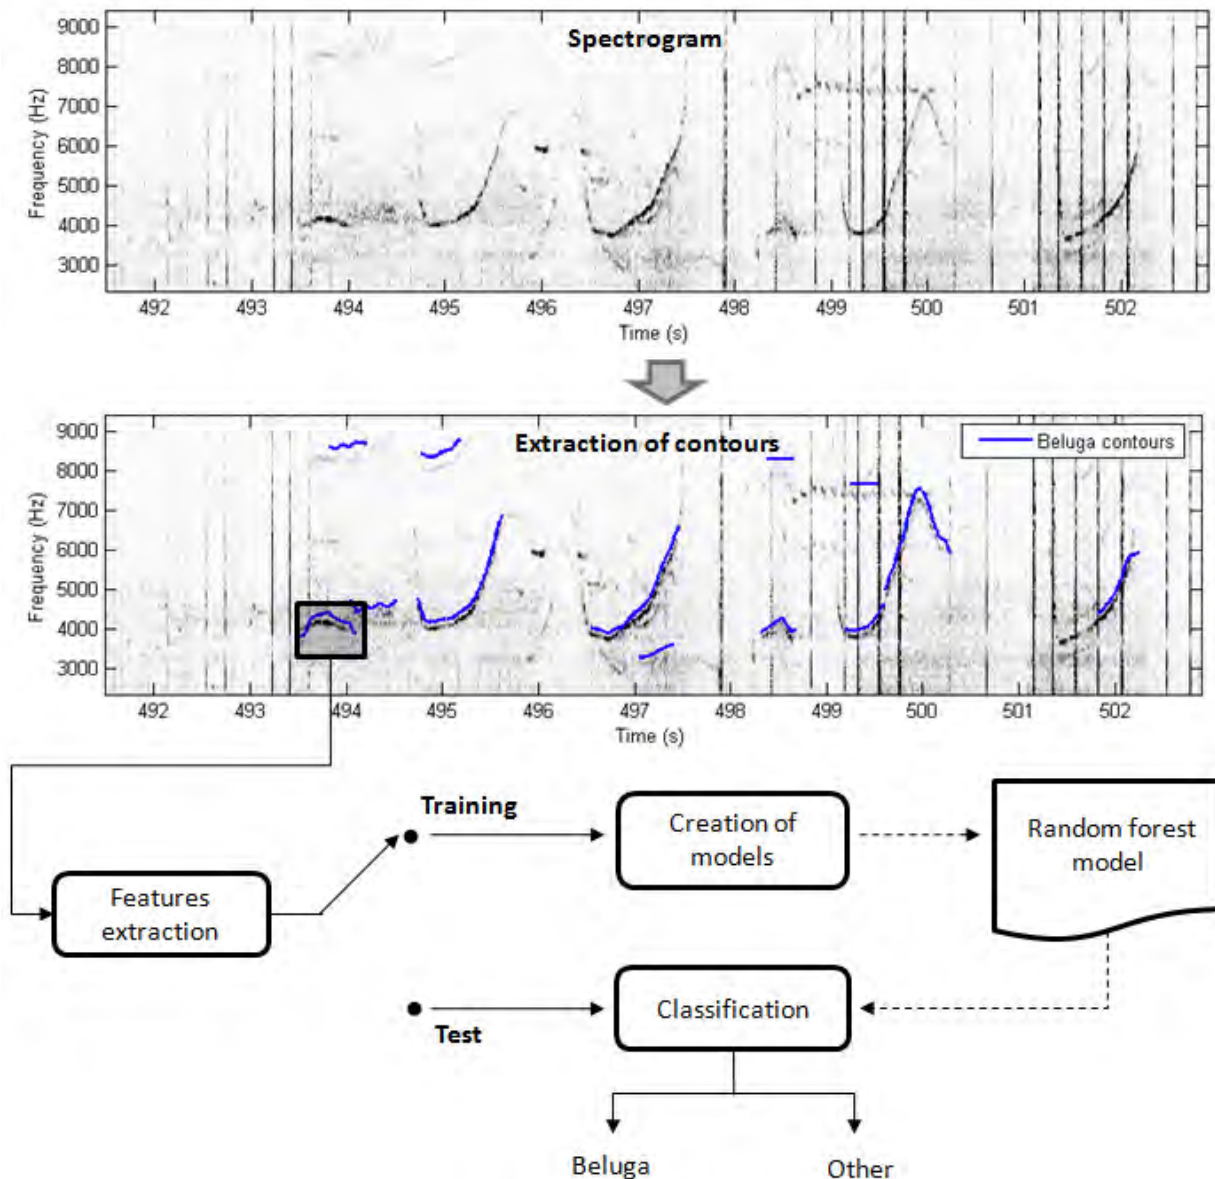 Spectrogram
9000
8000
7000
6000
5000
4000
3000
Frequency (Hz)
492 493 494 495 496 497 498 499 500 501 502
Time (s)
Extraction of contours
Beluga contours
9000
8000
7000
6000
5000
4000
3000
Frequency (Hz)
492 493 494 495 496 497 498 499 500 501 502
Time (s)
Training
Creation of
models
Random forest
model
Features
extraction
Test
Classification
Beluga
Other